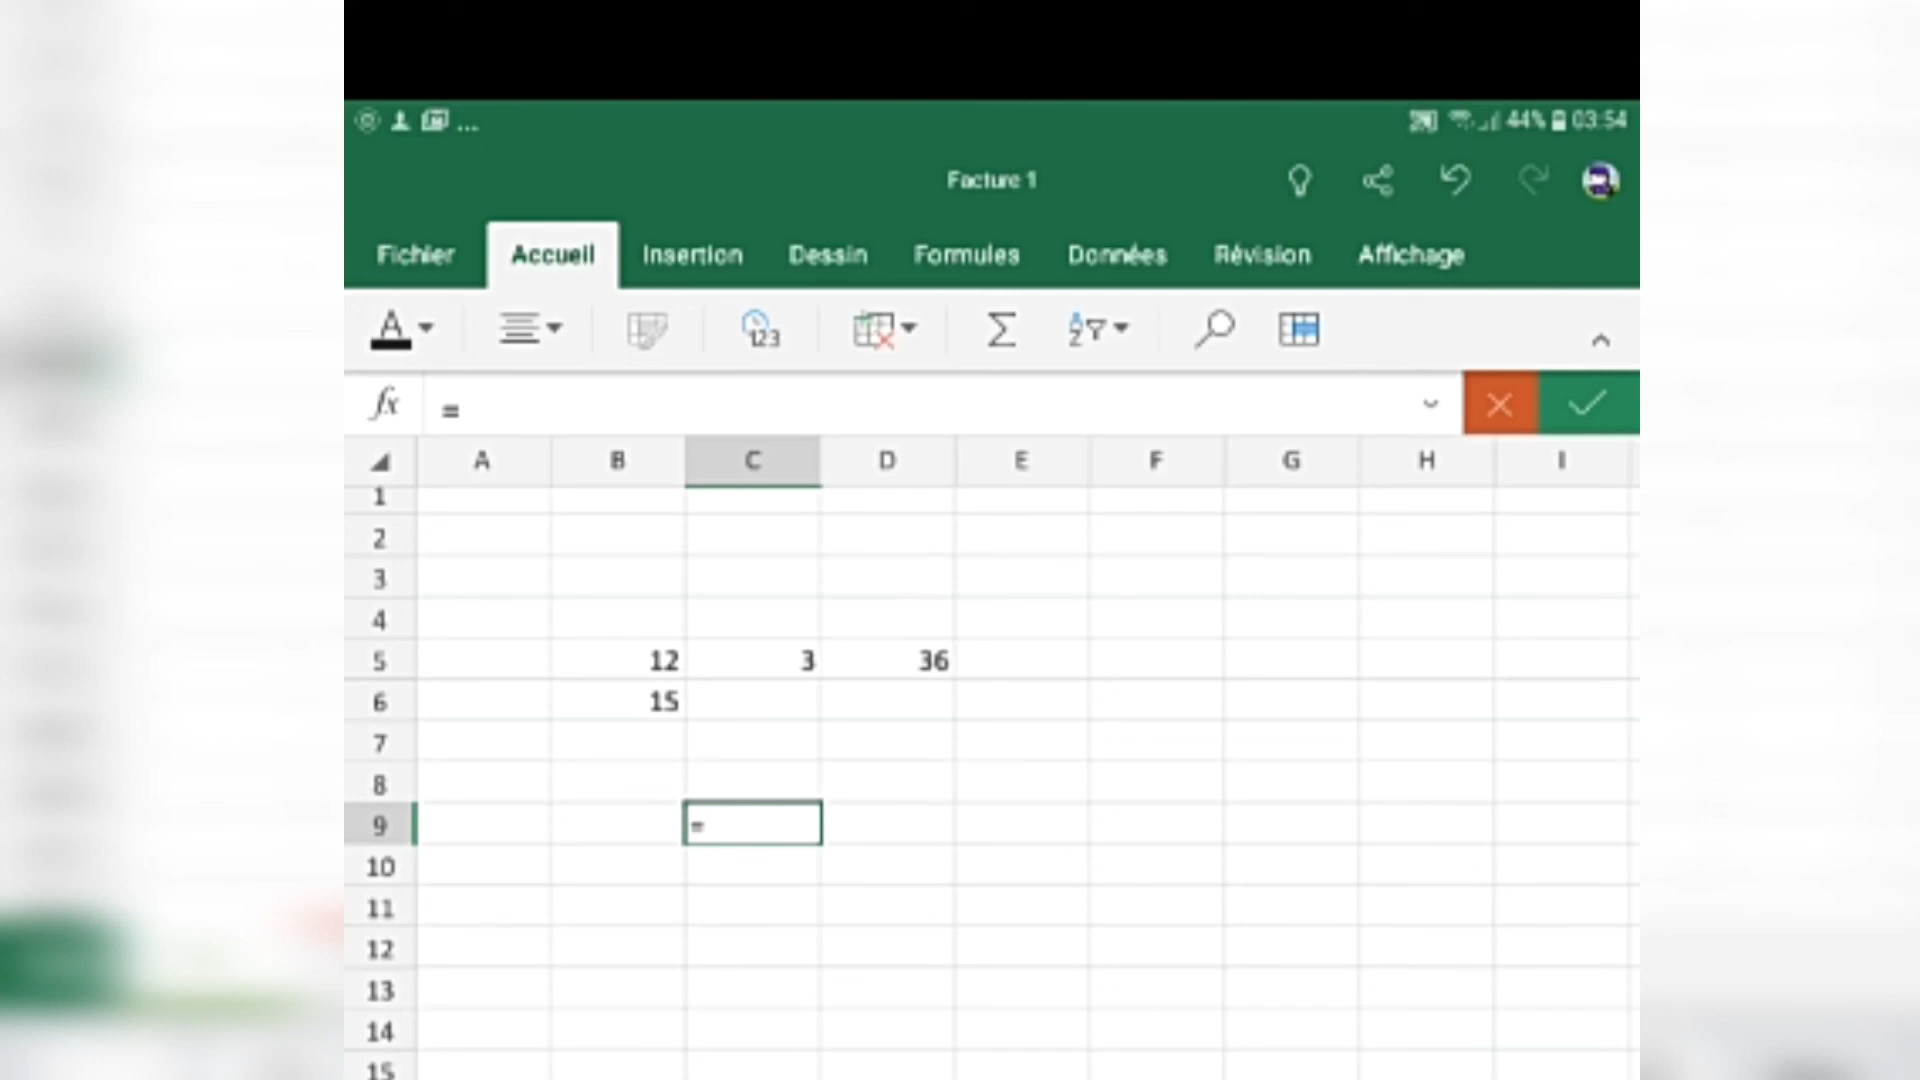 ... 44% 03:54
Facture 1
Fichier Accueil Insertion Dessin Formules Données Révision Affichage
A 123 Σ A Z
fx =
A B C D E F G H I
1
2
3
4
5 12 3 36
6 15
7
8
9 =
10
11
12
13
14
15